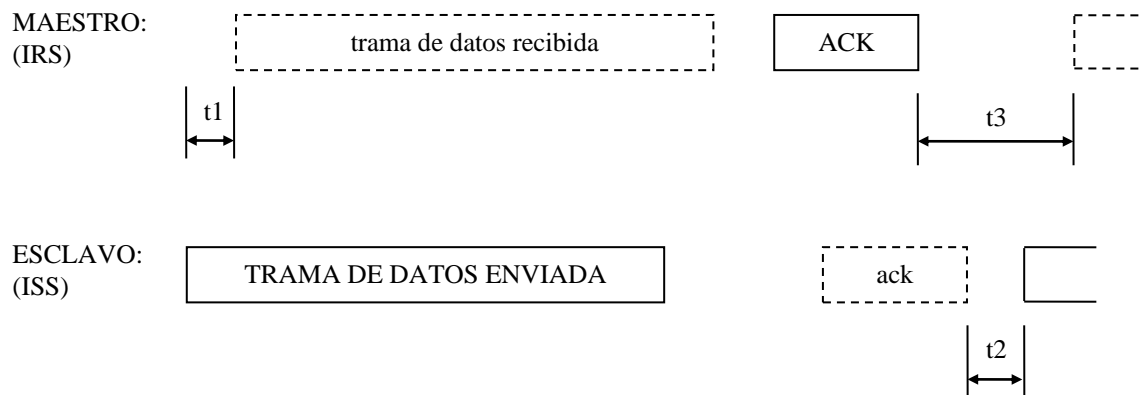 MAESTRO:
(IRS)
trama de datos recibida
ACK
t1
t3
ESCLAVO:
(ISS)
TRAMA DE DATOS ENVIADA
ack
t2